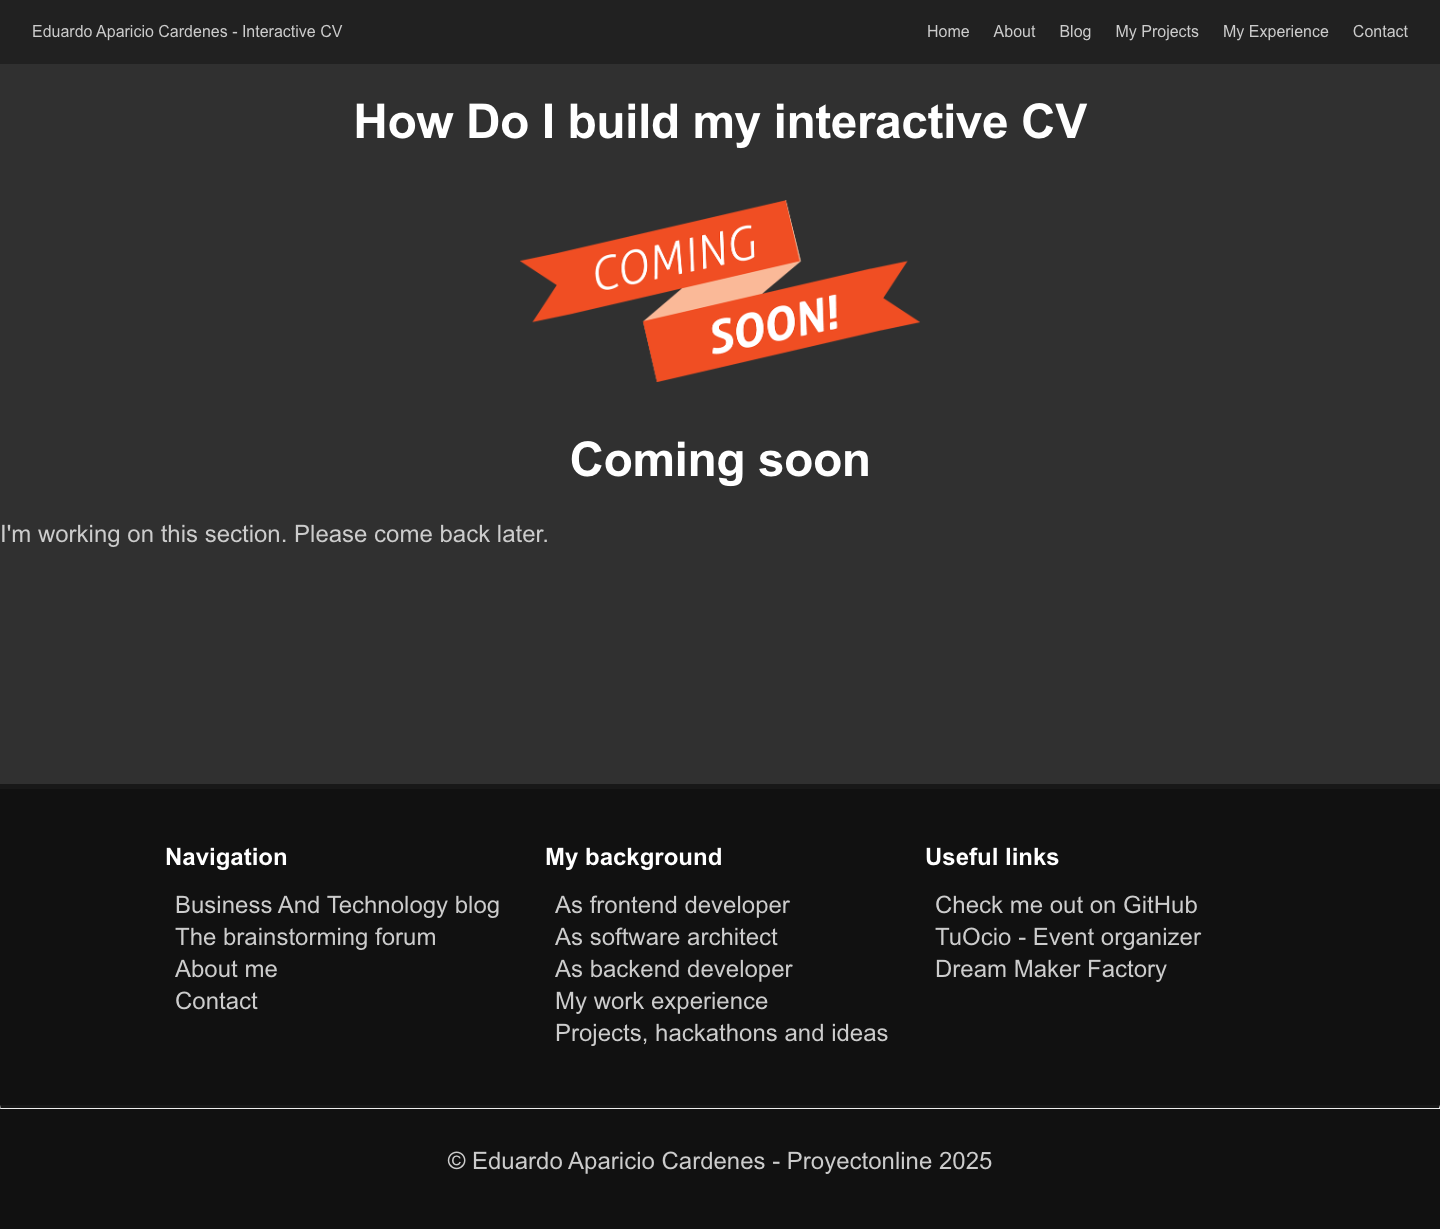 Eduardo Aparicio Cardenes - Interactive CV
Home About Blog My Projects My Experience Contact
How Do I build my interactive CV
COMING
SOON!
Coming soon
I'm working on this section. Please come back later.
Navigation
Business And Technology blog
The brainstorming forum
About me
Contact
My background
As frontend developer
As software architect
As backend developer
My work experience
Projects, hackathons and ideas
Useful links
Check me out on GitHub
TuOcio - Event organizer
Dream Maker Factory
© Eduardo Aparicio Cardenes - Proyectonline 2025